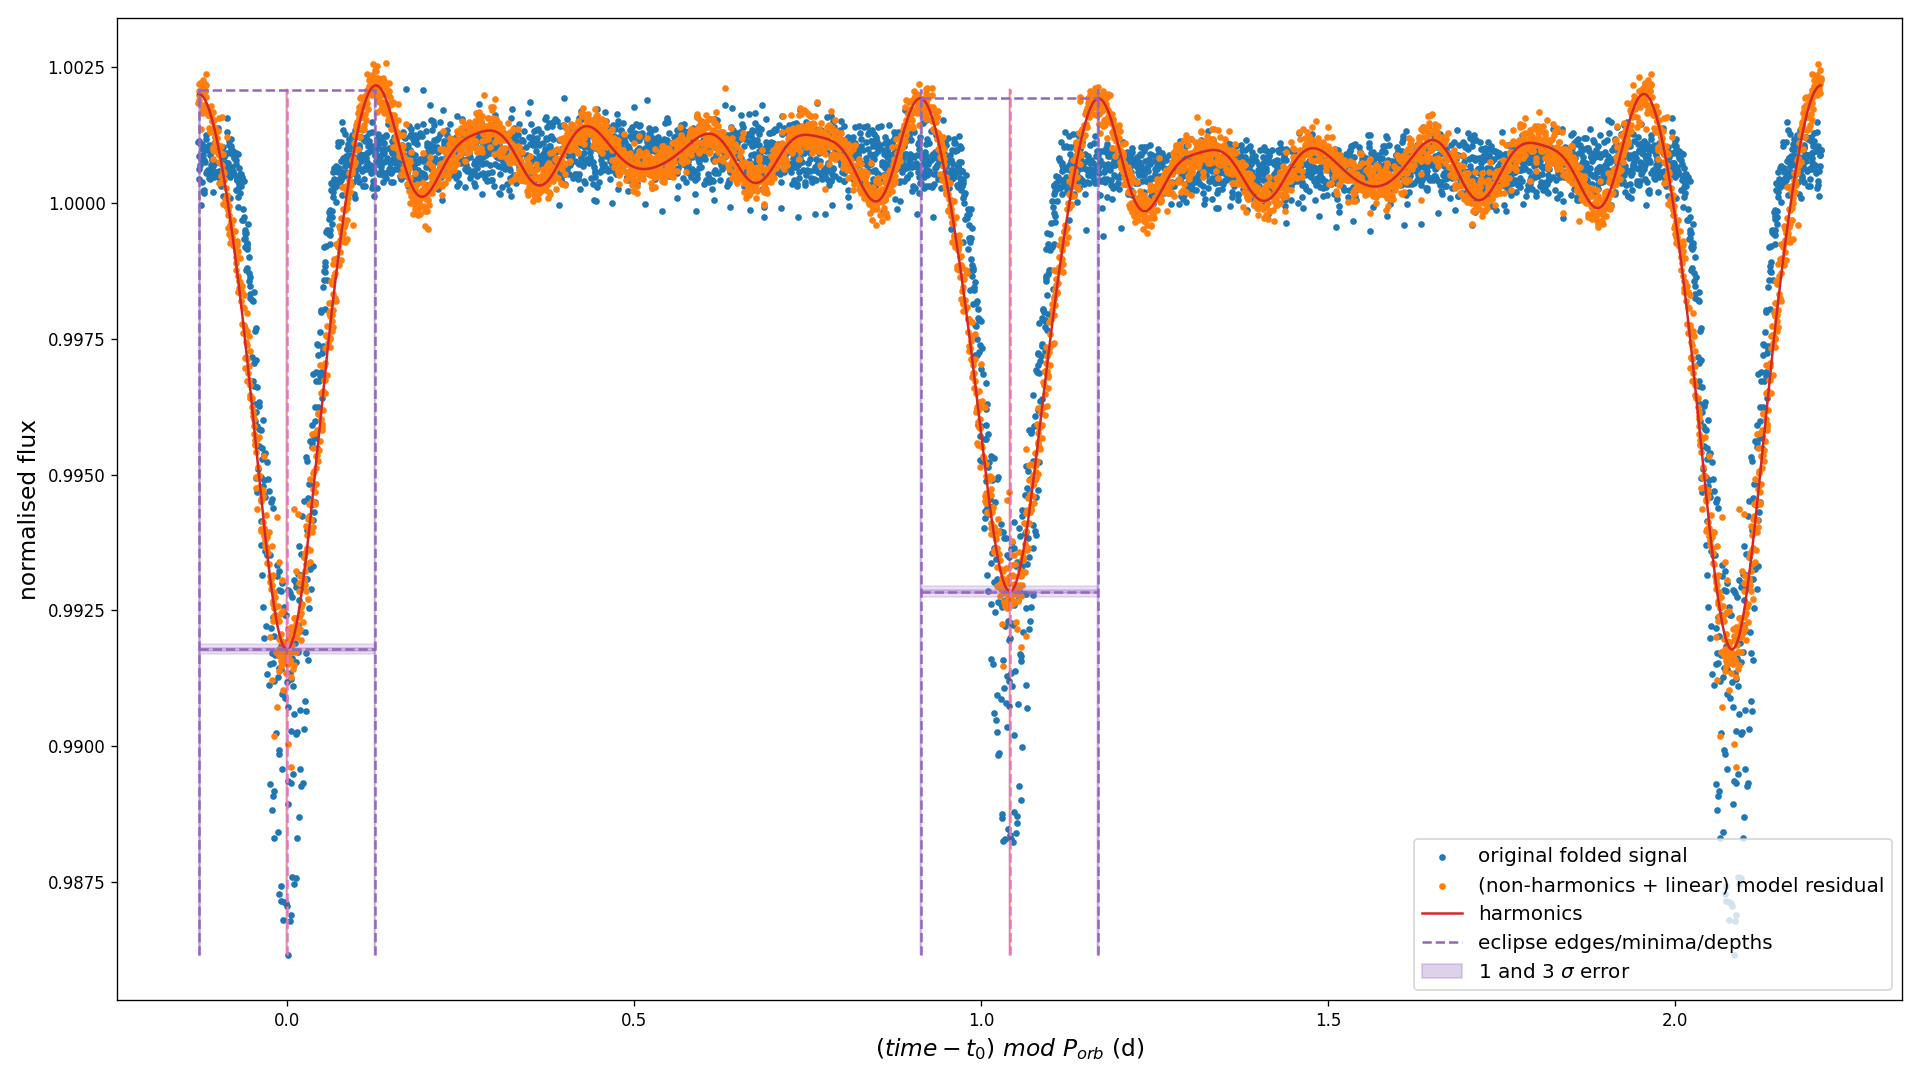 1.0025
1.0000
0.9975
0.9950
0.9925
0.9900
0.9875
normalised flux
0.0
0.5
1.0
1.5
2.0
(time − t₀) mod Pₒᵣb (d)
original folded signal
(non-harmonics + linear) model residual
harmonics
eclipse edges/minima/depths
1 and 3 σ error